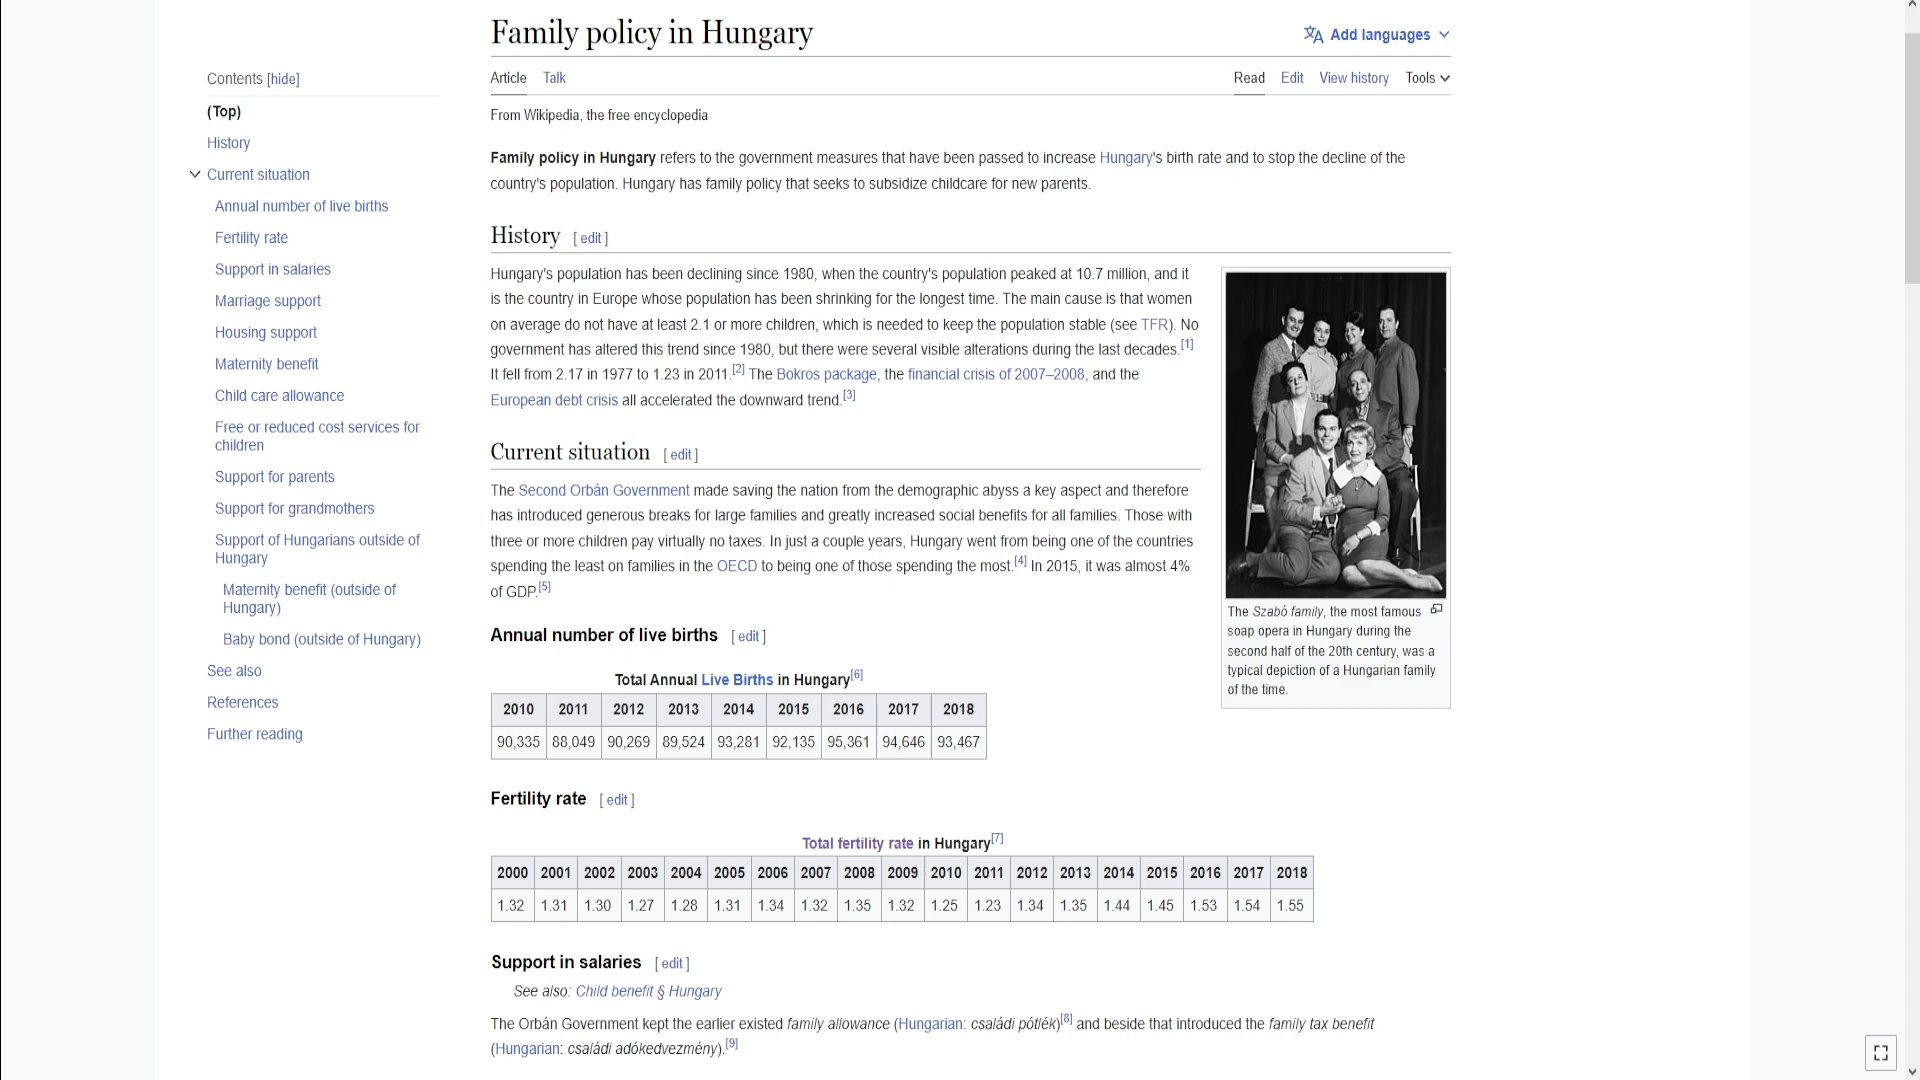 Family policy in Hungary
Add languages
Contents [hide]
(Top)
History
Current situation
Annual number of live births
Fertility rate
Support in salaries
Marriage support
Housing support
Maternity benefit
Child care allowance
Free or reduced cost services for
children
Support for parents
Support for grandmothers
Support of Hungarians outside of
Hungary
Maternity benefit (outside of
Hungary)
Baby bond (outside of Hungary)
See also
References
Further reading
Article Talk
Read Edit View history Tools
From Wikipedia, the free encyclopedia
Family policy in Hungary refers to the government measures that have been passed to increase Hungary's birth rate and to stop the decline of the
country's population. Hungary has family policy that seeks to subsidize childcare for new parents.
History [ edit ]
Hungary's population has been declining since 1980, when the country's population peaked at 10.7 million, and it
is the country in Europe whose population has been shrinking for the longest time. The main cause is that women
on average do not have at least 2.1 or more children, which is needed to keep the population stable (see TFR). No
government has altered this trend since 1980, but there were several visible alterations during the last decades.[1]
It fell from 2.17 in 1977 to 1.23 in 2011.[2] The Bokros package, the financial crisis of 2007–2008, and the
European debt crisis all accelerated the downward trend.[3]
The Szabó family, the most famous
soap opera in Hungary during the
second half of the 20th century, was a
typical depiction of a Hungarian family
of the time.
Current situation [ edit ]
The Second Orbán Government made saving the nation from the demographic abyss a key aspect and therefore
has introduced generous breaks for large families and greatly increased social benefits for all families. Those with
three or more children pay virtually no taxes. In just a couple years, Hungary went from being one of the countries
spending the least on families in the OECD to being one of those spending the most.[4] In 2015, it was almost 4%
of GDP.[5]
Annual number of live births [ edit ]
Total Annual Live Births in Hungary[6]
2010 2011 2012 2013 2014 2015 2016 2017 2018
90,335 88,049 90,269 89,524 93,281 92,135 95,361 94,646 93,467
Fertility rate [ edit ]
Total fertility rate in Hungary[7]
2000 2001 2002 2003 2004 2005 2006 2007 2008 2009 2010 2011 2012 2013 2014 2015 2016 2017 2018
1.32 1.31 1.30 1.27 1.28 1.31 1.34 1.32 1.35 1.32 1.25 1.23 1.34 1.35 1.44 1.45 1.53 1.54 1.55
Support in salaries [ edit ]
See also: Child benefit § Hungary
The Orbán Government kept the earlier existed family allowance (Hungarian: családi pótlék)[8] and beside that introduced the family tax benefit
(Hungarian: családi adókedvezmény).[9]